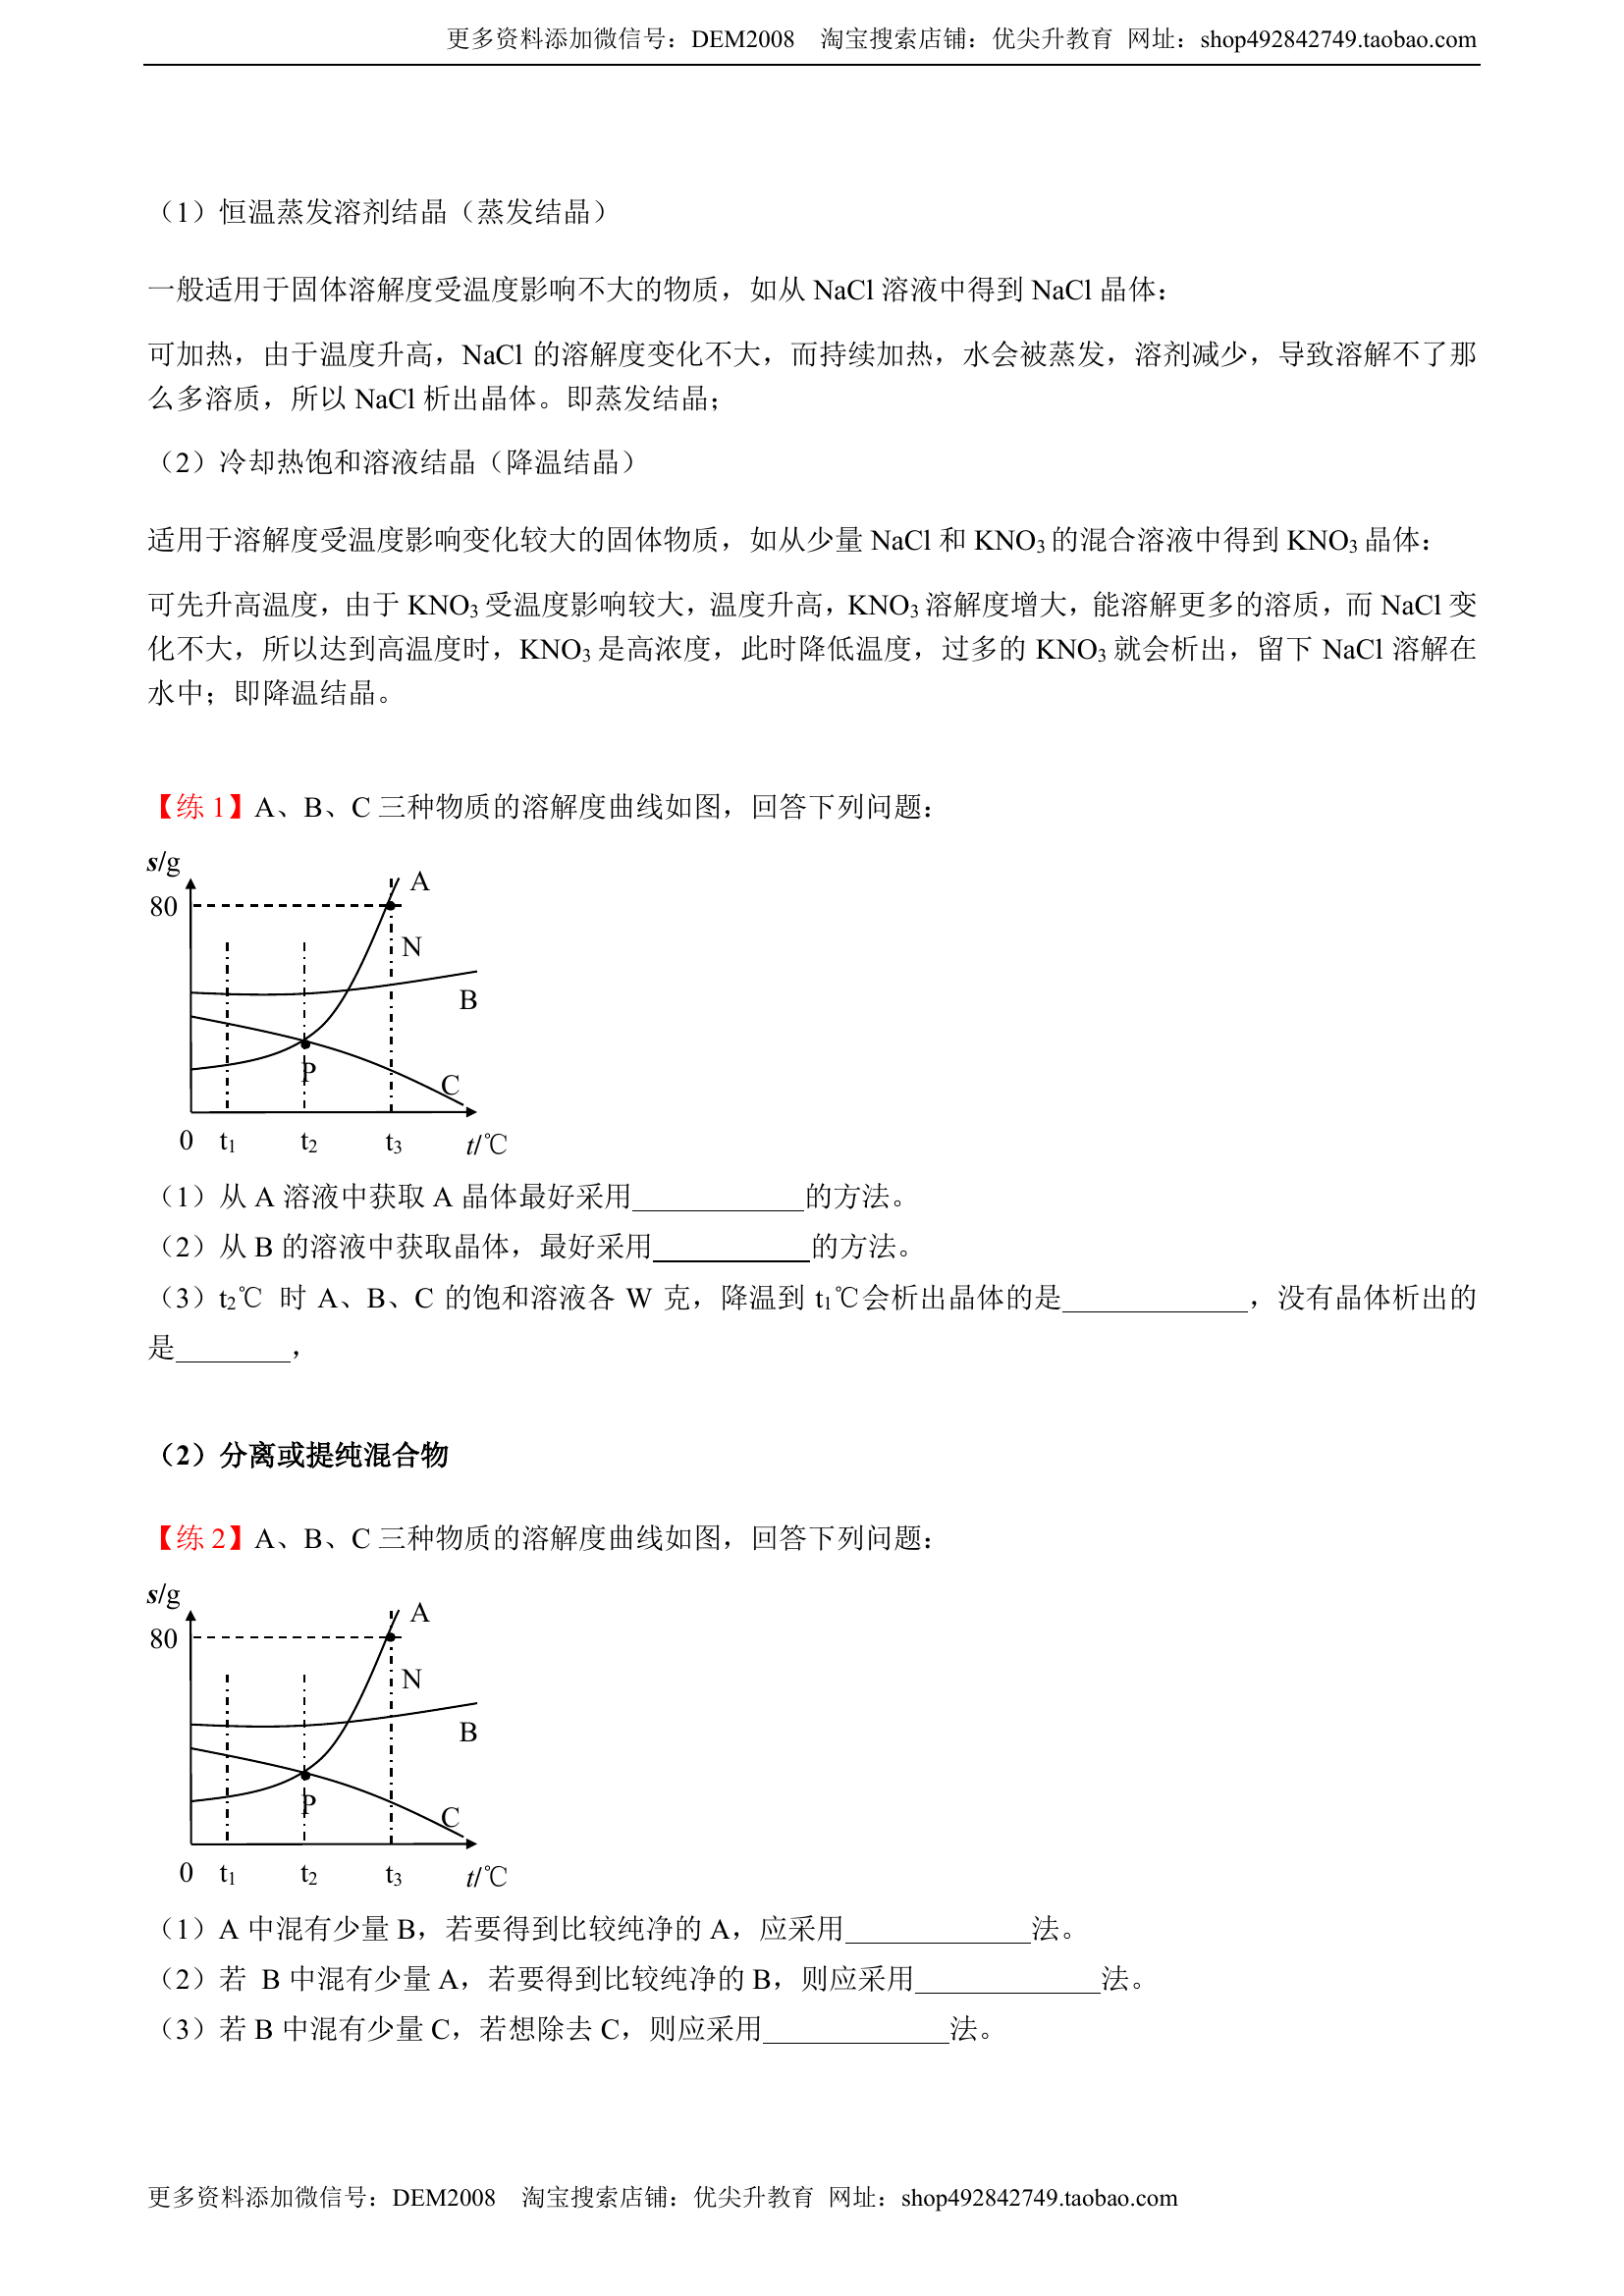 更多资料添加微信号：DEM2008 淘宝搜索店铺：优尖升教育 网址：shop492842749.taobao.com
（1）恒温蒸发溶剂结晶（蒸发结晶）
一般适用于固体溶解度受温度影响不大的物质，如从 NaCl 溶液中得到 NaCl 晶体：
可加热，由于温度升高，NaCl 的溶解度变化不大，而持续加热，水会被蒸发，溶剂减少，导致溶解不了那
么多溶质，所以 NaCl 析出晶体。即蒸发结晶；
（2）冷却热饱和溶液结晶（降温结晶）
适用于溶解度受温度影响变化较大的固体物质，如从少量 NaCl 和 KNO₃ 的混合溶液中得到 KNO₃ 晶体：
可先升高温度，由于 KNO₃ 受温度影响较大，温度升高，KNO₃ 溶解度增大，能溶解更多的溶质，而 NaCl 变
化不大，所以达到高温度时，KNO₃ 是高浓度，此时降低温度，过多的 KNO₃ 就会析出，留下 NaCl 溶解在
水中；即降温结晶。
【练 1】A、B、C 三种物质的溶解度曲线如图，回答下列问题：
s/g
A
80
N
B
P
C
0 t₁ t₂ t₃ t/℃
（1）从 A 溶液中获取 A 晶体最好采用____________的方法。
（2）从 B 的溶液中获取晶体，最好采用___________的方法。
（3）t₂℃ 时 A、B、C 的饱和溶液各 W 克，降温到 t₁℃会析出晶体的是_____________，没有晶体析出的
是________，
（2）分离或提纯混合物
【练 2】A、B、C 三种物质的溶解度曲线如图，回答下列问题：
s/g
A
80
N
B
P
C
0 t₁ t₂ t₃ t/℃
（1）A 中混有少量 B，若要得到比较纯净的 A，应采用_____________法。
（2）若 B 中混有少量 A，若要得到比较纯净的 B，则应采用_____________法。
（3）若 B 中混有少量 C，若想除去 C，则应采用_____________法。
更多资料添加微信号：DEM2008 淘宝搜索店铺：优尖升教育 网址：shop492842749.taobao.com